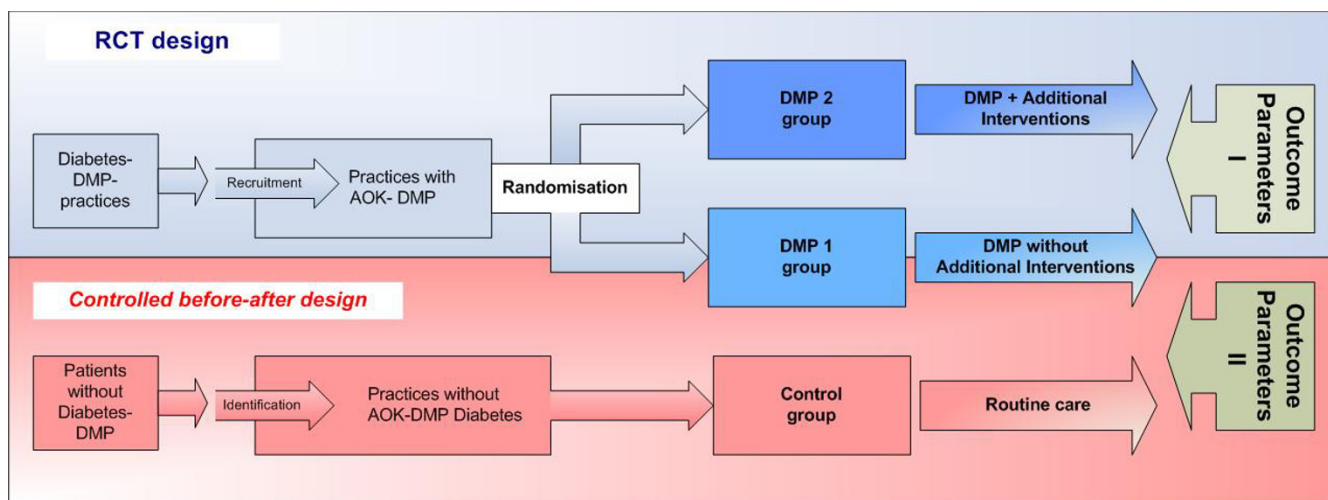 RCT design
Diabetes-
DMP-
practices
Recruitment
Practices with
AOK- DMP
Randomisation
DMP 2
group
DMP + Additional
Interventions
DMP 1
group
DMP without
Additional Interventions
Outcome
Parameters
I
Controlled before-after design
Patients
without
Diabetes-
DMP
Identification
Practices without
AOK-DMP Diabetes
Control
group
Routine care
Outcome
Parameters
II